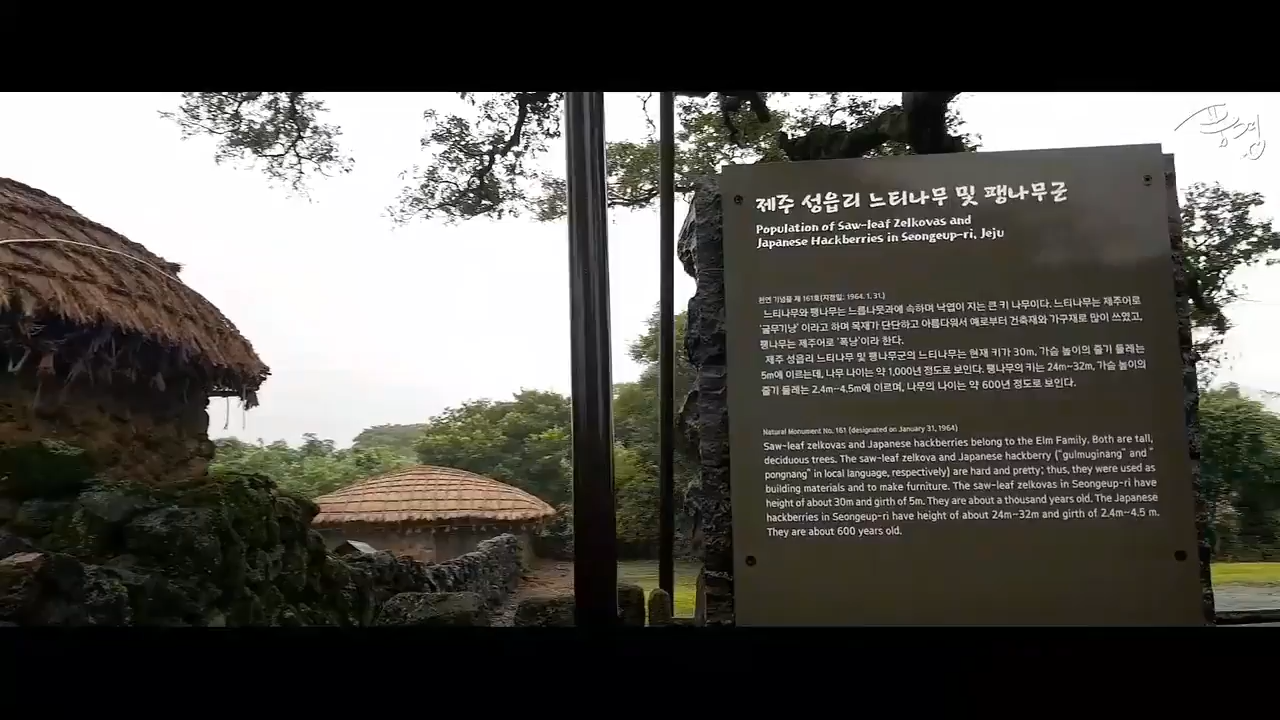 풍경
제주 성읍리 느티나무 및 팽나무군
Population of Saw-leaf Zelkovas and
Japanese Hackberries in Seongeup-ri, Jeju
천연 기념물 제 161호(지정일: 1964. 1. 31.)
느티나무와 팽나무는 느릅나뭇과에 속하며 낙엽이 지는 큰 키 나무이다. 느티나무는 제주어로
'굴무기낭' 이라고 하며 목재가 단단하고 아름다워서 예로부터 건축재와 가구재로 많이 쓰였고,
팽나무는 제주어로 '폭낭'이라 한다.
제주 성읍리 느티나무 및 팽나무군의 느티나무는 현재 키가 30m, 가슴 높이의 줄기 둘레는
5m에 이르는데, 나무 나이는 약 1,000년 정도로 보인다. 팽나무의 키는 24m~32m, 가슴 높이의
줄기 둘레는 2.4m~4.5m에 이르며, 나무의 나이는 약 600년 정도로 보인다.
Natural Monument No. 161 (designated on January 31, 1964)
Saw-leaf zelkovas and Japanese hackberries belong to the Elm Family. Both are tall,
deciduous trees. The saw-leaf zelkova and Japanese hackberry ("gulmuginang" and "
pongnang" in local language, respectively) are hard and pretty; thus, they were used as
building materials and to make furniture. The saw-leaf zelkovas in Seongeup-ri have
height of about 30m and girth of 5m. They are about a thousand years old. The Japanese
hackberries in Seongeup-ri have height of about 24m~32m and girth of 2.4m~4.5 m.
They are about 600 years old.